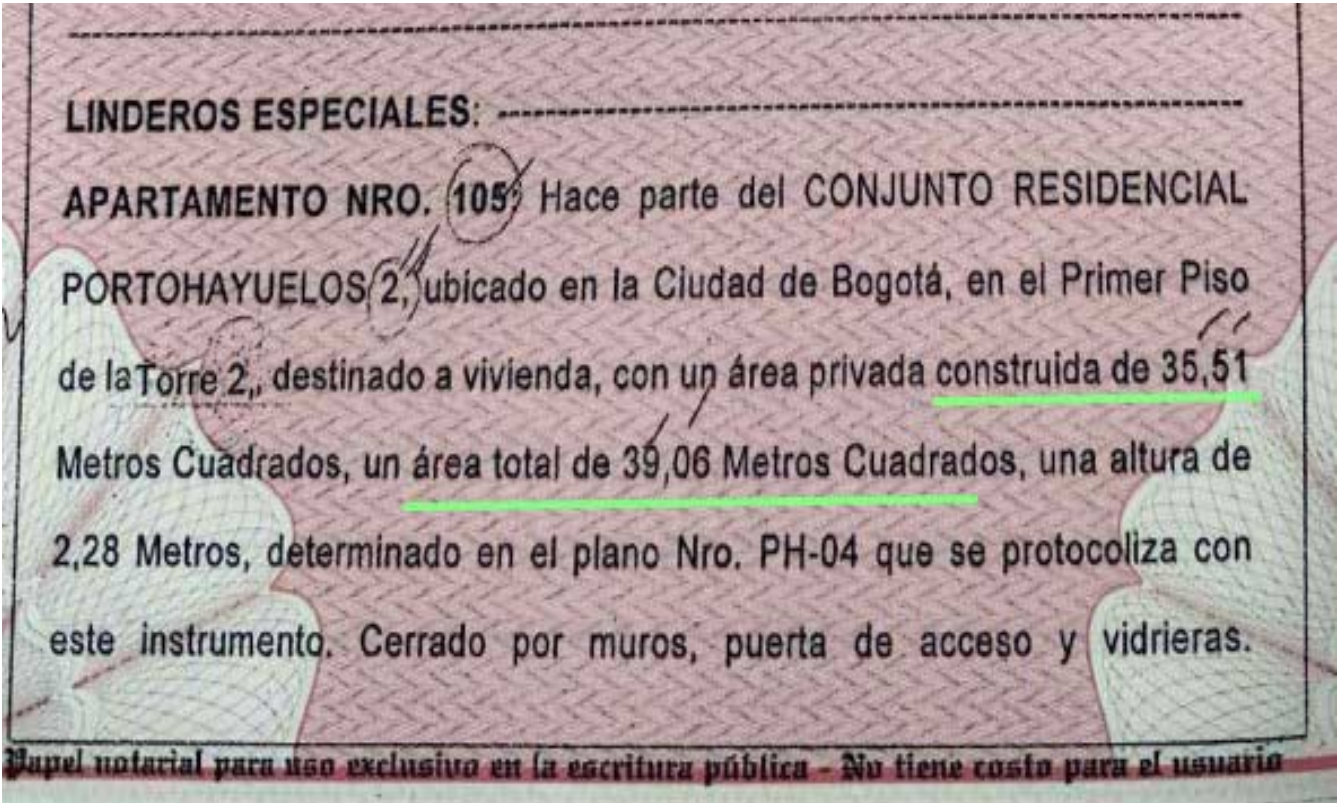 LINDEROS ESPECIALES: ----------------------------------------
APARTAMENTO NRO. 105: Hace parte del CONJUNTO RESIDENCIAL
PORTOHAYUELOS 2, ubicado en la Ciudad de Bogotá, en el Primer Piso
de la Torre 2,, destinado a vivienda, con un área privada construida de 35,51
Metros Cuadrados, un área total de 39,06 Metros Cuadrados, una altura de
2,28 Metros, determinado en el plano Nro. PH-04 que se protocoliza con
este instrumento. Cerrado por muros, puerta de acceso y vidrieras.
Papel notarial para uso exclusivo en la escritura pública - No tiene costo para el usuario